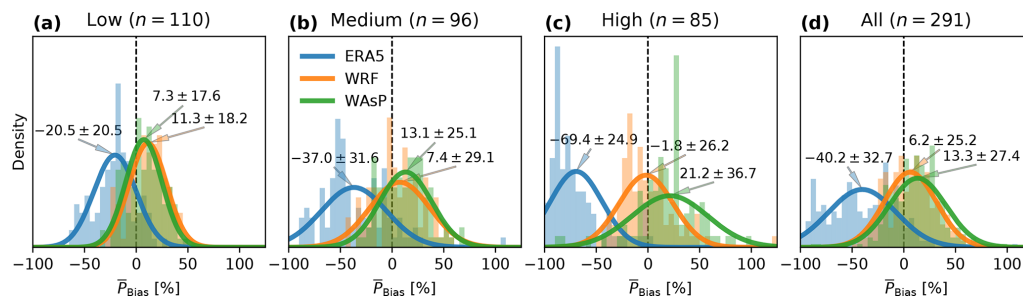 (a) Low (n = 110)
Density
−20.5 ± 20.5
7.3 ± 17.6
11.3 ± 18.2
−100 −50 0 50 100
P̅Bias [%]
(b) Medium (n = 96)
ERA5
WRF
WAsP
−37.0 ± 31.6
13.1 ± 25.1
7.4 ± 29.1
−100 −50 0 50 100
P̅Bias [%]
(c) High (n = 85)
−69.4 ± 24.9
−1.8 ± 26.2
21.2 ± 36.7
−100 −50 0 50 100
P̅Bias [%]
(d) All (n = 291)
−40.2 ± 32.7
6.2 ± 25.2
13.3 ± 27.4
−100 −50 0 50 100
P̅Bias [%]